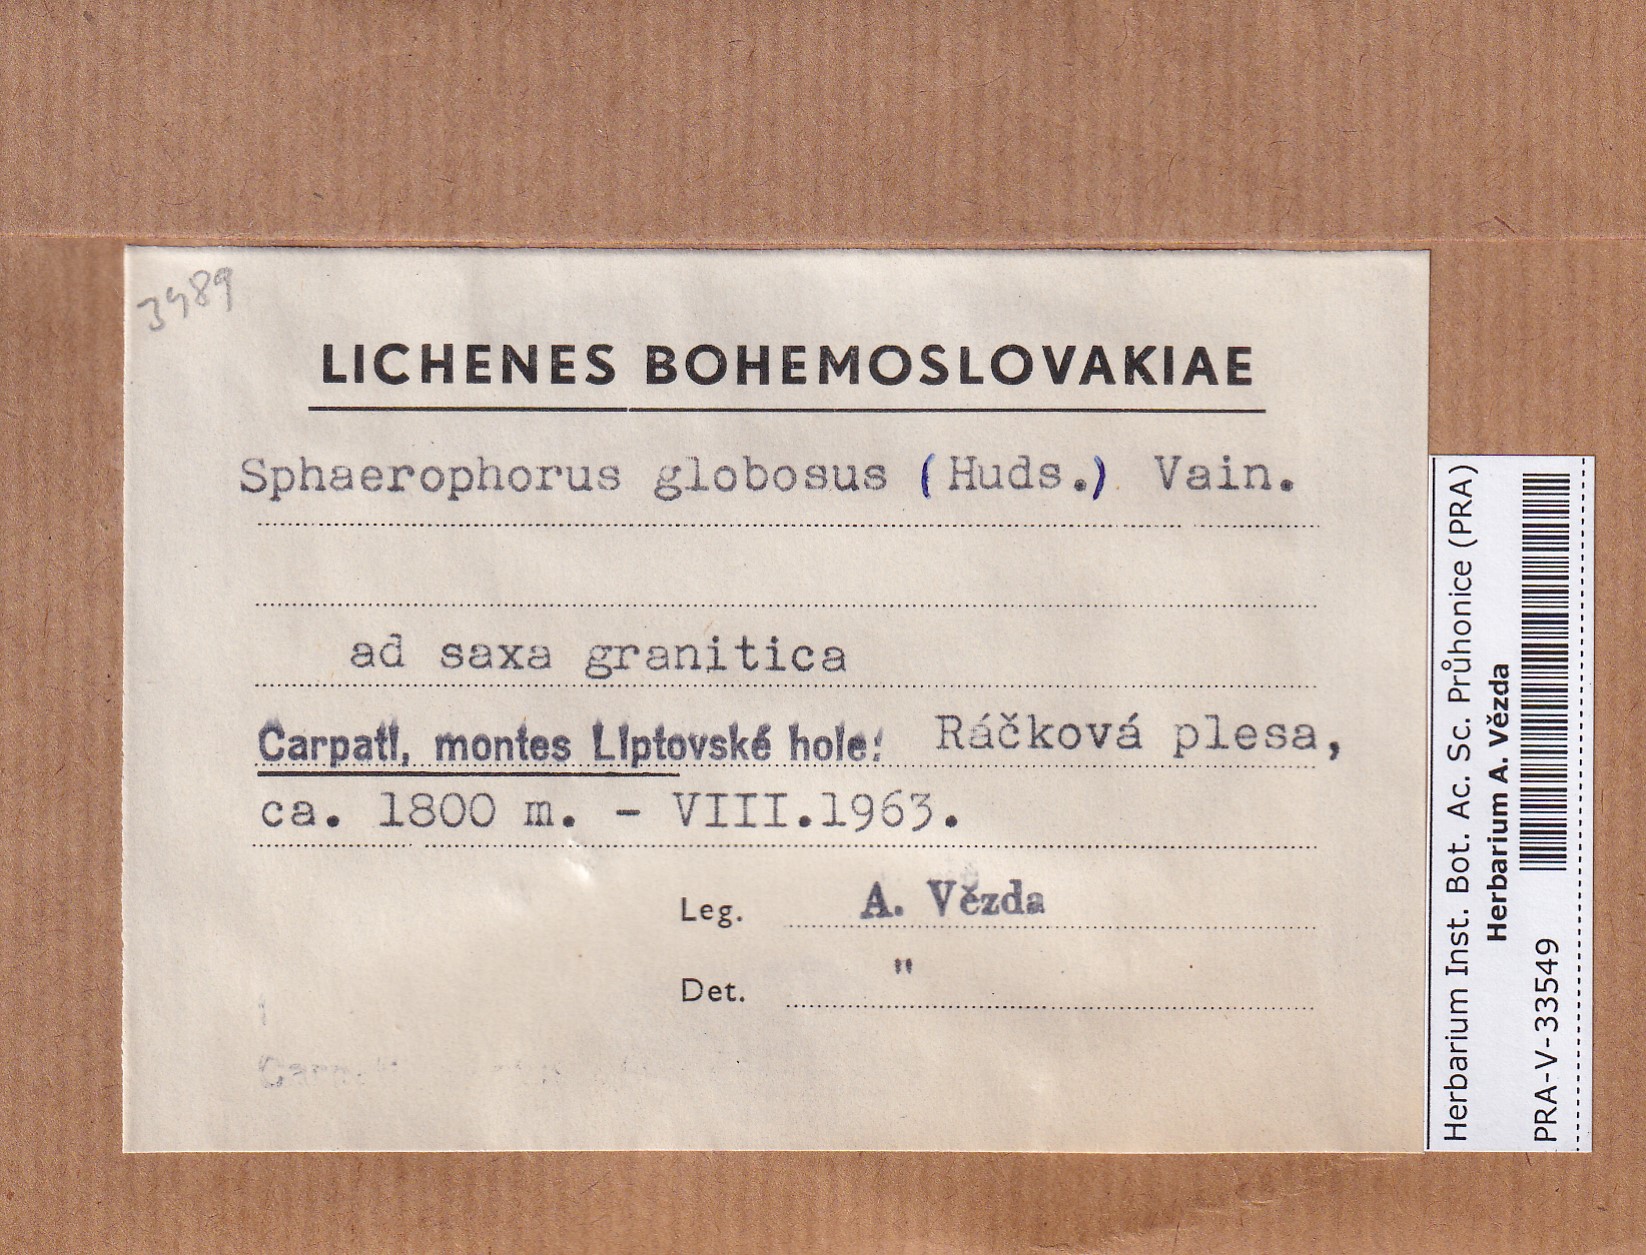 3989
LICHENES BOHEMOSLOVAKIAE
Sphaerophorus globosus (Huds.) Vain.
ad saxa granitica
Carpati, montes Liptovské hole: Ráčková plesa,
ca. 1800 m. - VIII.1963.
Leg. A. Vězda
Det. "
Herbarium Inst. Bot. Ac. Sc. Průhonice (PRA)
Herbarium A. Vězda
PRA-V-33549